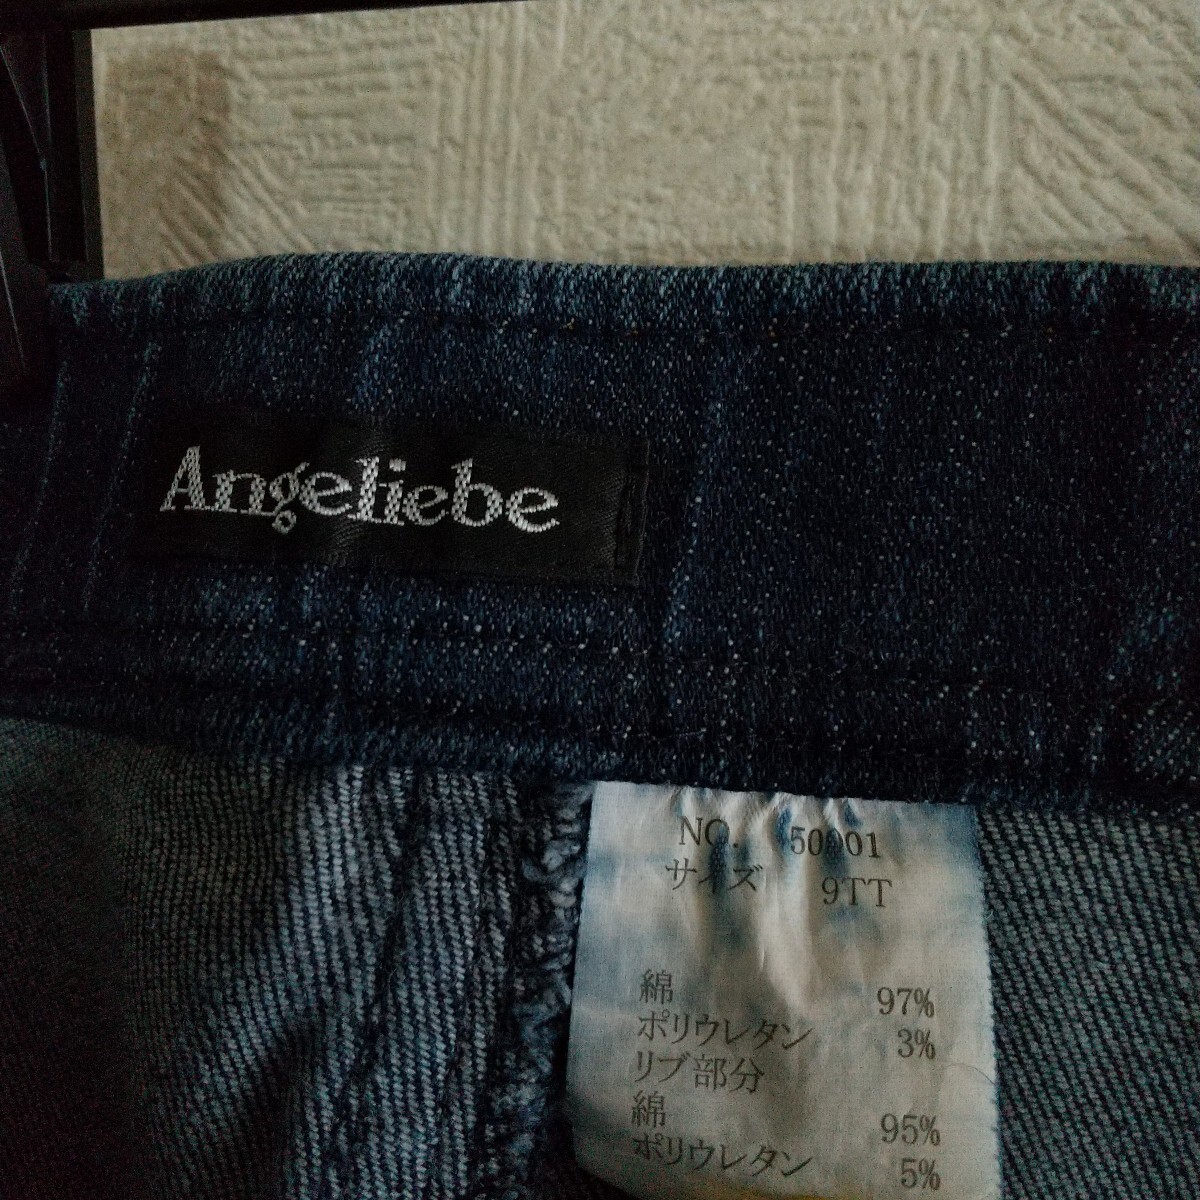 Angeliebe
NO. 50001
サイズ 9TT
綿 97%
ポリウレタン 3%
リブ部分
綿 95%
ポリウレタン 5%